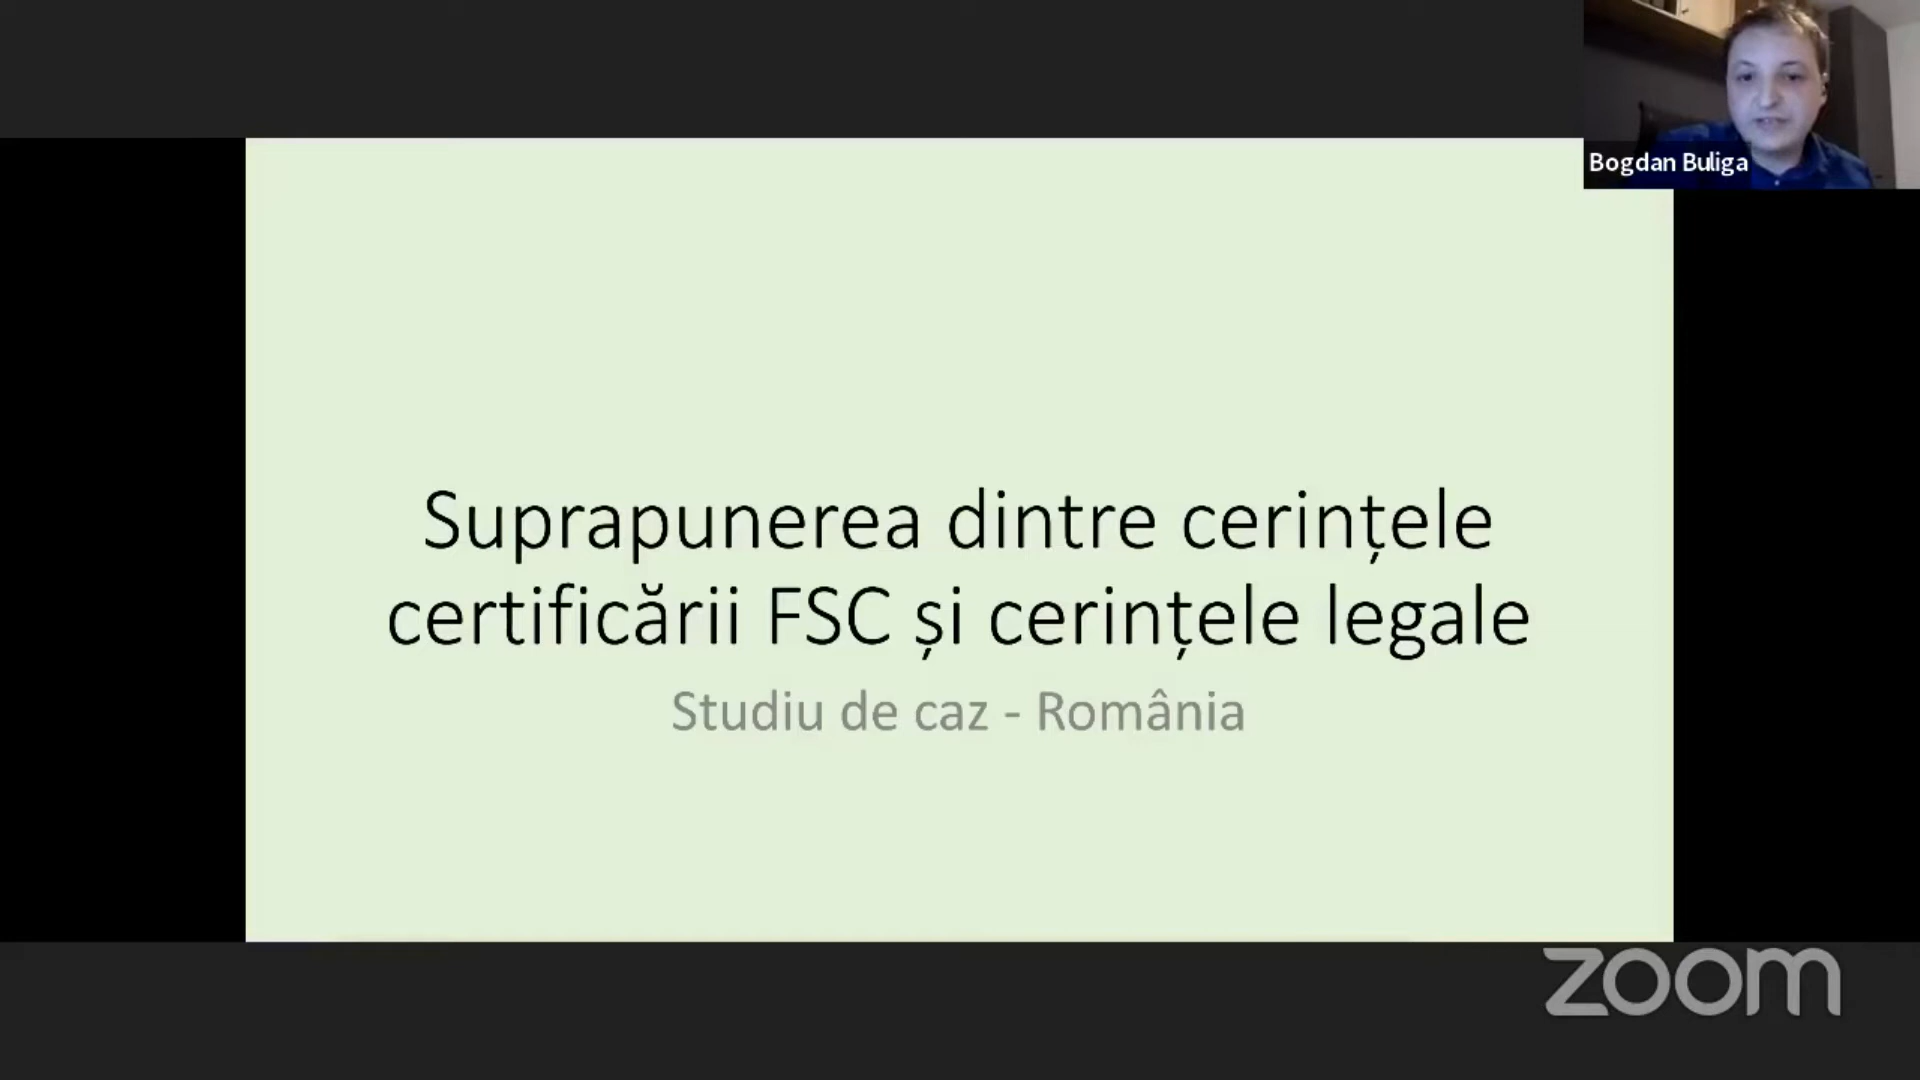 Bogdan Buliga
Suprapunerea dintre cerințele
certificării FSC și cerințele legale
Studiu de caz - România
zoom